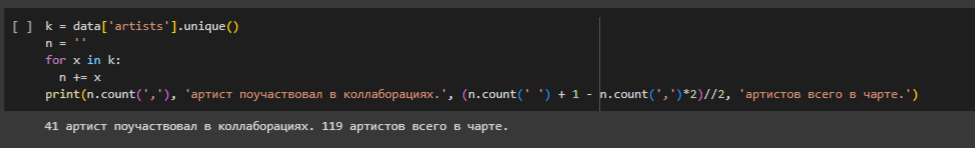 [ ] k = data['artists'].unique()
n = ''
for x in k:
  n += x
print(n.count(','), 'артист поучаствовал в коллаборациях.', (n.count(' ') + 1 - n.count(',')*2)//2, 'артистов всего в чарте.')
41 артист поучаствовал в коллаборациях. 119 артистов всего в чарте.